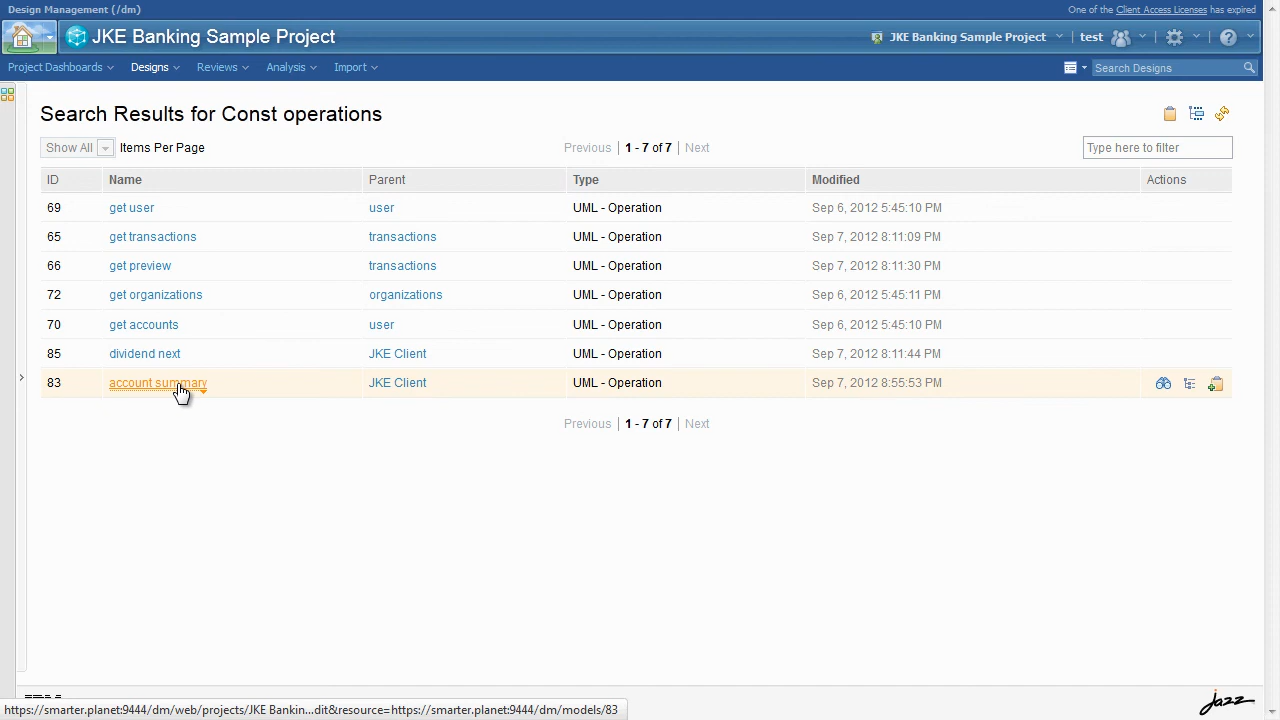 Design Management (/dm)
One of the Client Access Licenses has expired
JKE Banking Sample Project
JKE Banking Sample Project
test
Project Dashboards
Designs
Reviews
Analysis
Import
Search Designs
Search Results for Const operations
Show All
Items Per Page
Previous | 1 - 7 of 7 | Next
Type here to filter
ID Name Parent Type Modified Actions
69 get user user UML - Operation Sep 6, 2012 5:45:10 PM
65 get transactions transactions UML - Operation Sep 7, 2012 8:11:09 PM
66 get preview transactions UML - Operation Sep 7, 2012 8:11:30 PM
72 get organizations organizations UML - Operation Sep 6, 2012 5:45:11 PM
70 get accounts user UML - Operation Sep 6, 2012 5:45:10 PM
85 dividend next JKE Client UML - Operation Sep 7, 2012 8:11:44 PM
83 account summary JKE Client UML - Operation Sep 7, 2012 8:55:53 PM
Previous | 1 - 7 of 7 | Next
https://smarter.planet:9444/dm/web/projects/JKE Bankin...dit&resource=https://smarter.planet:9444/dm/models/83
jazz